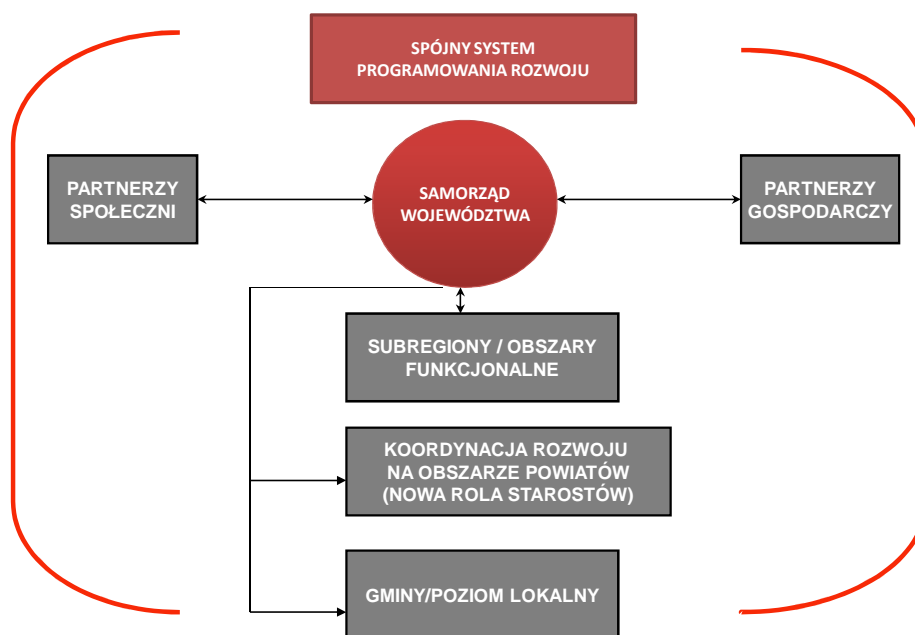 SPÓJNY SYSTEM
PROGRAMOWANIA ROZWOJU
PARTNERZY
SPOŁECZNI
SAMORZĄD
WOJEWÓDZTWA
PARTNERZY
GOSPODARCZY
SUBREGIONY / OBSZARY
FUNKCJONALNE
KOORDYNACJA ROZWOJU
NA OBSZARZE POWIATÓW
(NOWA ROLA STAROSTÓW)
GMINY/POZIOM LOKALNY